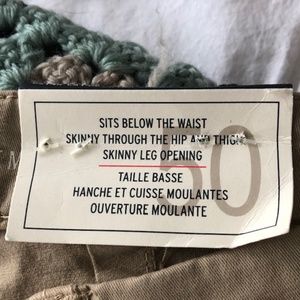 SITS BELOW THE WAIST
SKINNY THROUGH THE HIP AND THIGH
SKINNY LEG OPENING
50
TAILLE BASSE
HANCHE ET CUISSE MOULANTES
OUVERTURE MOULANTE